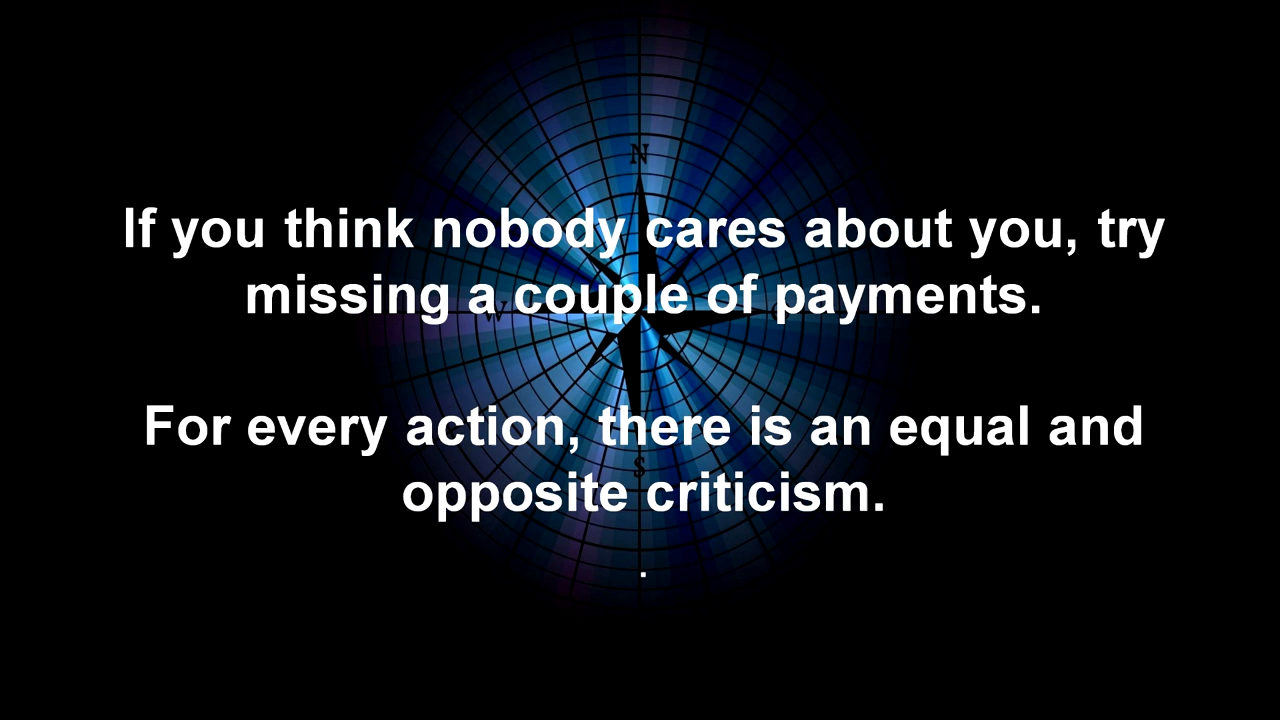 N
If you think nobody cares about you, try
missing a couple of payments.
W
For every action, there is an equal and
S
opposite criticism.
.